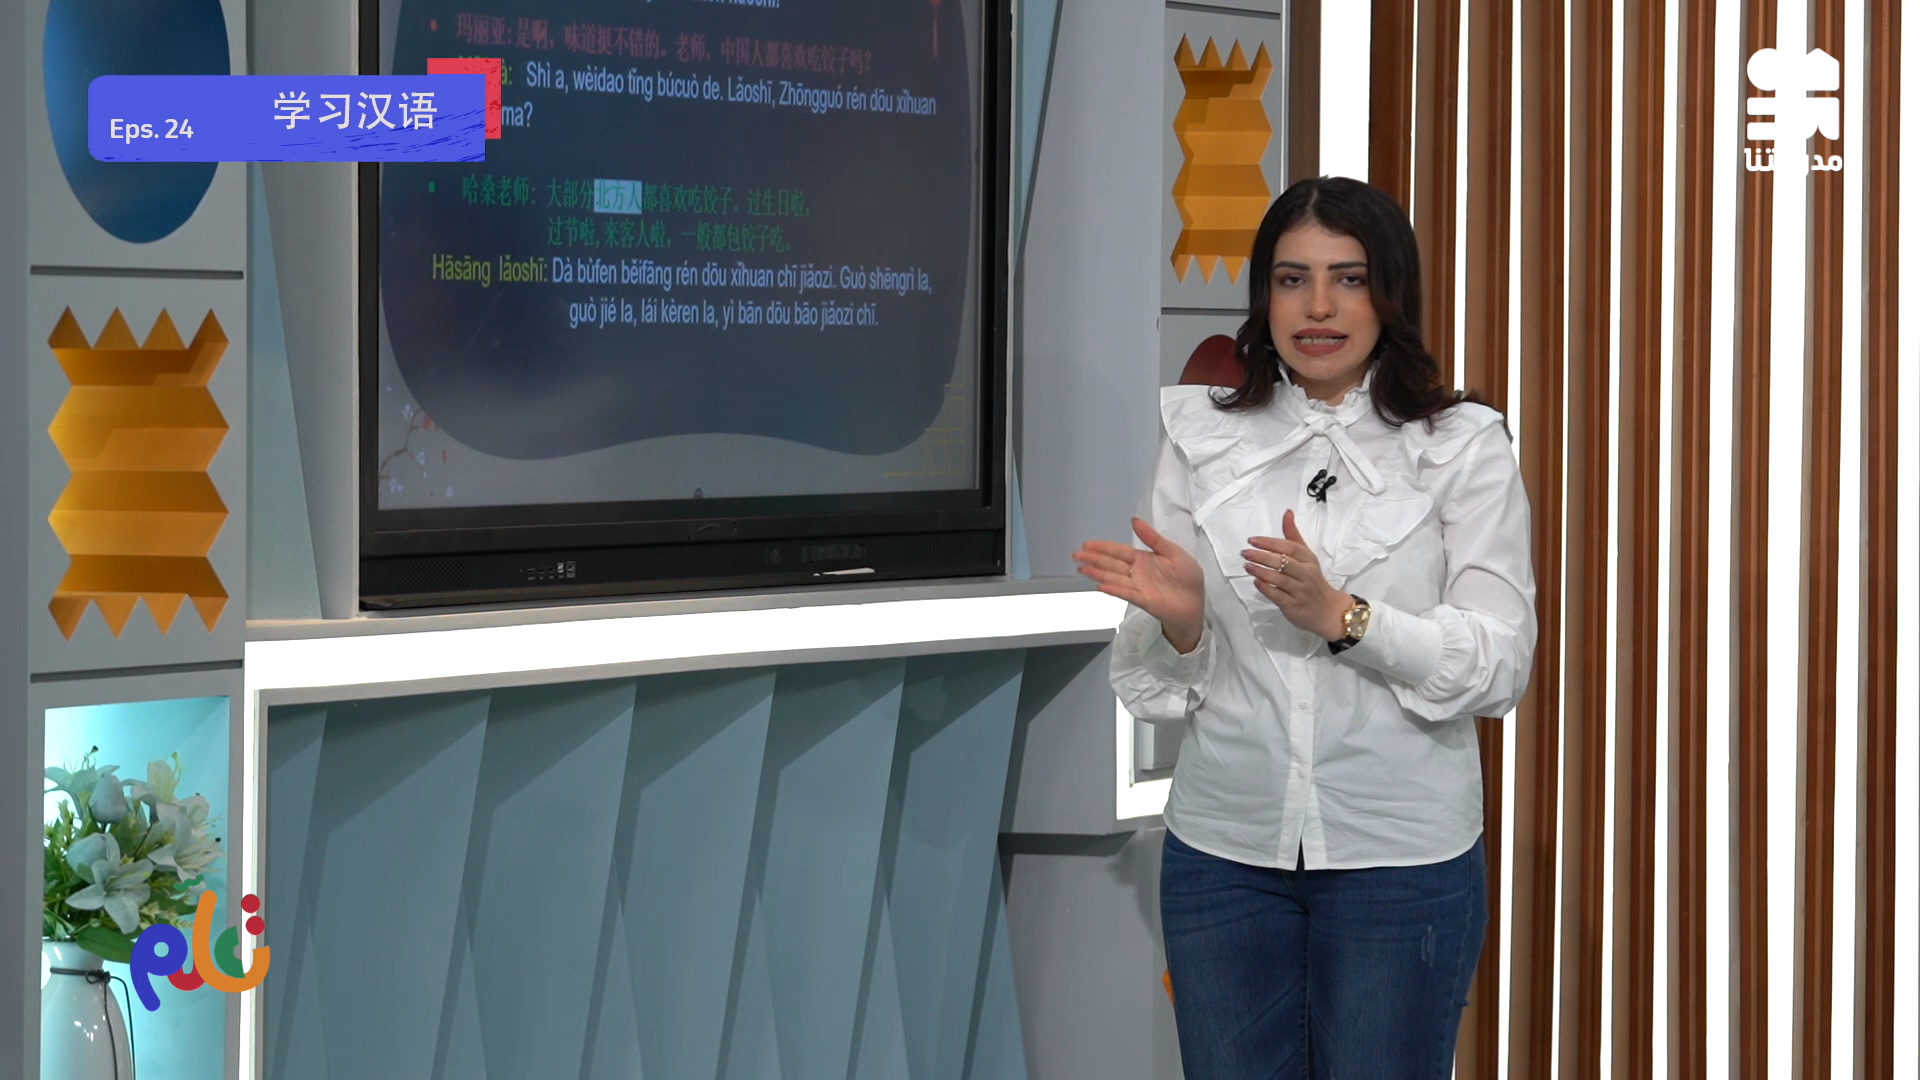 玛丽亚: 是啊，味道挺不错的。老师，中国人都喜欢吃饺子吗？
Shì a, wèidao tǐng búcuò de. Lǎoshī, Zhōngguó rén dōu xǐhuan
ma?
学习汉语
Eps. 24
哈桑老师: 大部分北方人都喜欢吃饺子。过生日啦，
过节啦, 来客人啦，一般都包饺子吃。
Hāsāng lǎoshī: Dà bùfen běifāng rén dōu xǐhuan chī jiǎozi. Guò shēngrì la,
guò jié la, lái kèren la, yì bān dōu bāo jiǎozi chī.
مدرستنا